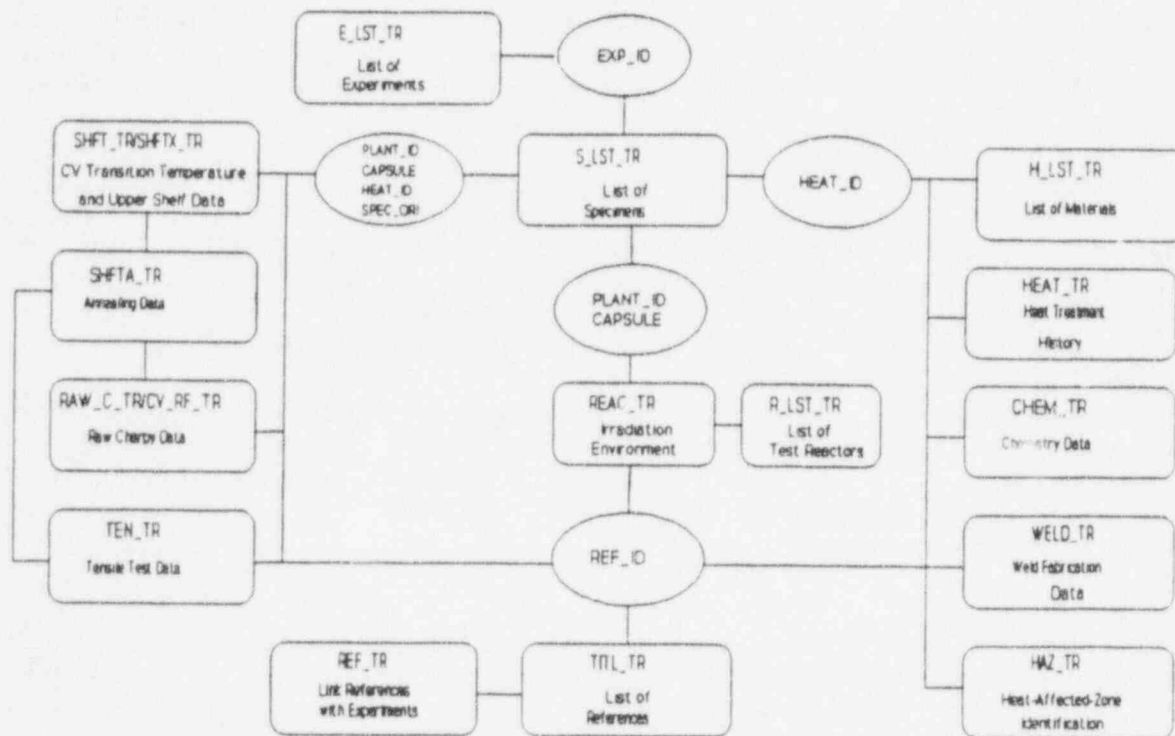 E_LST_TR
List of
Experiments
EXP_ID
SHFT_TR/SHFTX_TR
CV Transition Temperature
and Upper Shelf Data
PLANT_ID
CAPSULE
HEAT_ID
SPEC_ORI
S_LST_TR
List of
Specimens
HEAT_ID
H_LST_TR
List of Materials
SHFTA_TR
Annealing Data
PLANT_ID
CAPSULE
HEAT_TR
Heat Treatment
History
RAW_C_TR/CV_RF_TR
Raw Charpy Data
REAC_TR
Irradiation
Environment
R_LST_TR
List of
Test Reactors
CHEM_TR
Chemistry Data
TEN_TR
Tensile Test Data
REF_ID
WELD_TR
Weld Fabrication
Data
REF_TR
Link References
with Experiments
TITL_TR
List of
References
HAZ_TR
Heat-Affected-Zone
Identification